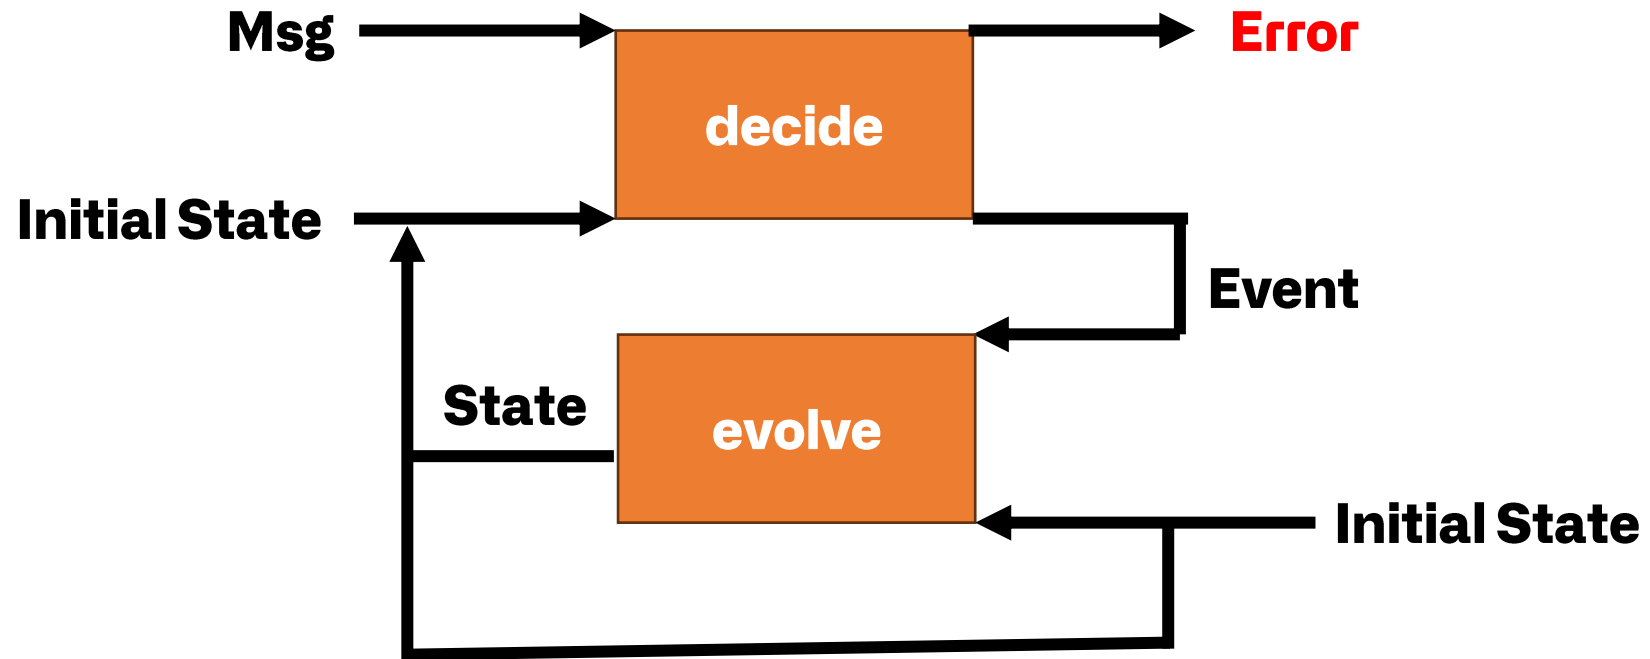 Msg
Error
decide
Initial State
Event
State
evolve
Initial State